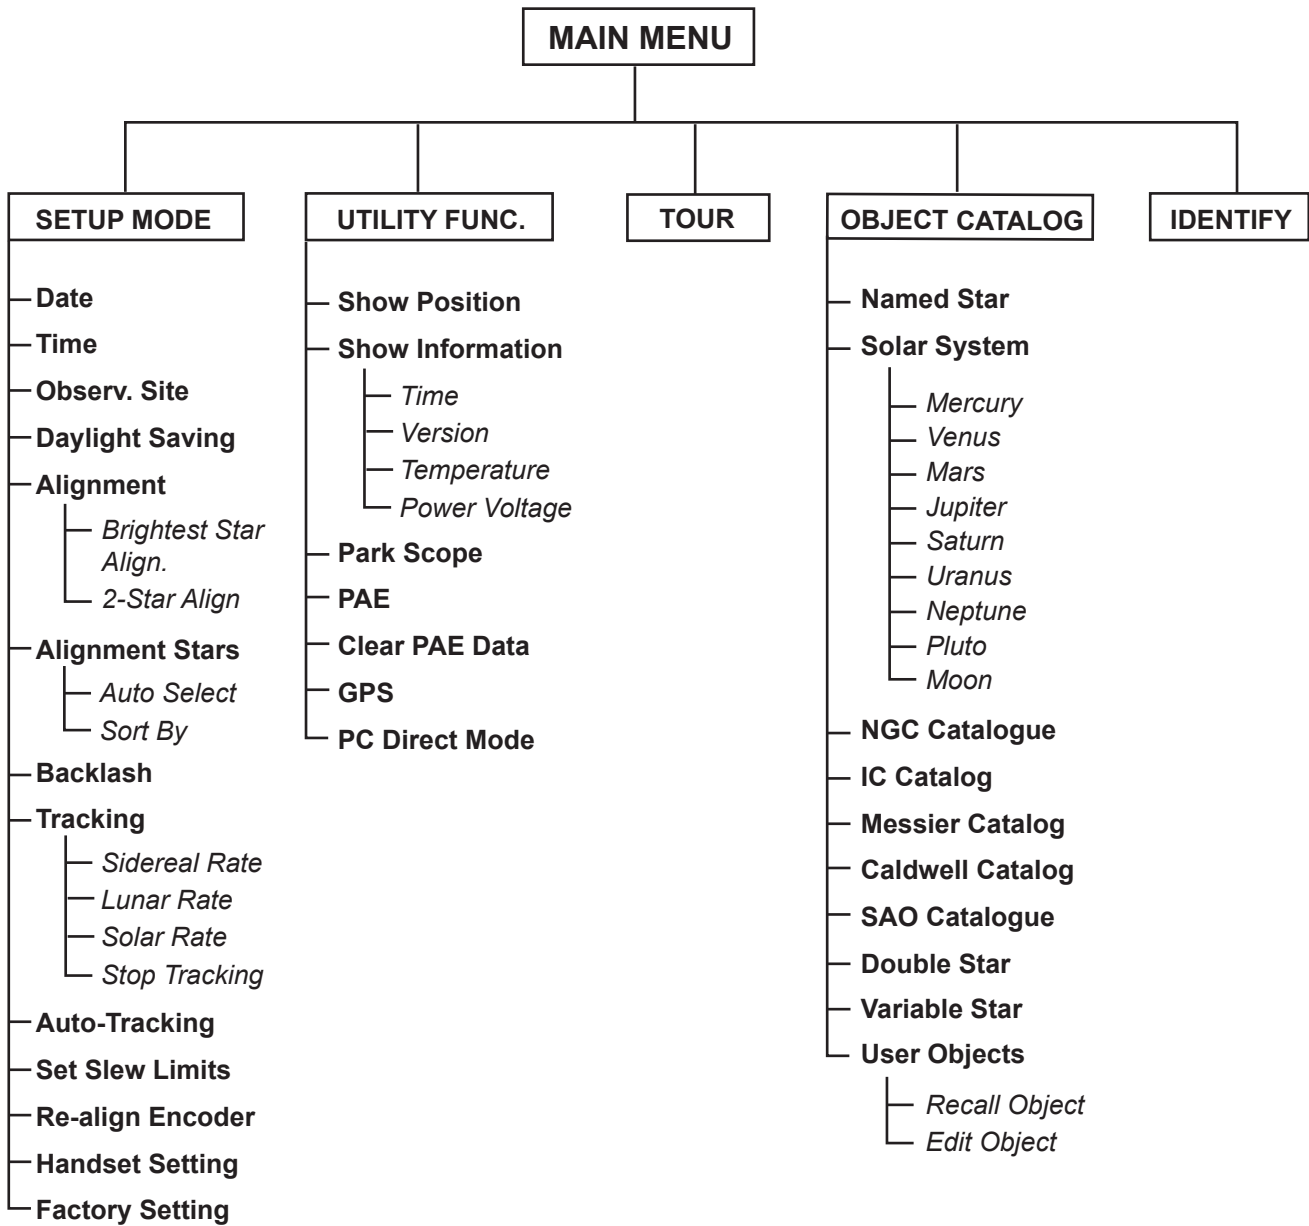 MAIN MENU
SETUP MODE
Date
Time
Observ. Site
Daylight Saving
Alignment
Brightest Star
Align.
2-Star Align
Alignment Stars
Auto Select
Sort By
Backlash
Tracking
Sidereal Rate
Lunar Rate
Solar Rate
Stop Tracking
Auto-Tracking
Set Slew Limits
Re-align Encoder
Handset Setting
Factory Setting
UTILITY FUNC.
Show Position
Show Information
Time
Version
Temperature
Power Voltage
Park Scope
PAE
Clear PAE Data
GPS
PC Direct Mode
TOUR
OBJECT CATALOG
Named Star
Solar System
Mercury
Venus
Mars
Jupiter
Saturn
Uranus
Neptune
Pluto
Moon
NGC Catalogue
IC Catalog
Messier Catalog
Caldwell Catalog
SAO Catalogue
Double Star
Variable Star
User Objects
Recall Object
Edit Object
IDENTIFY